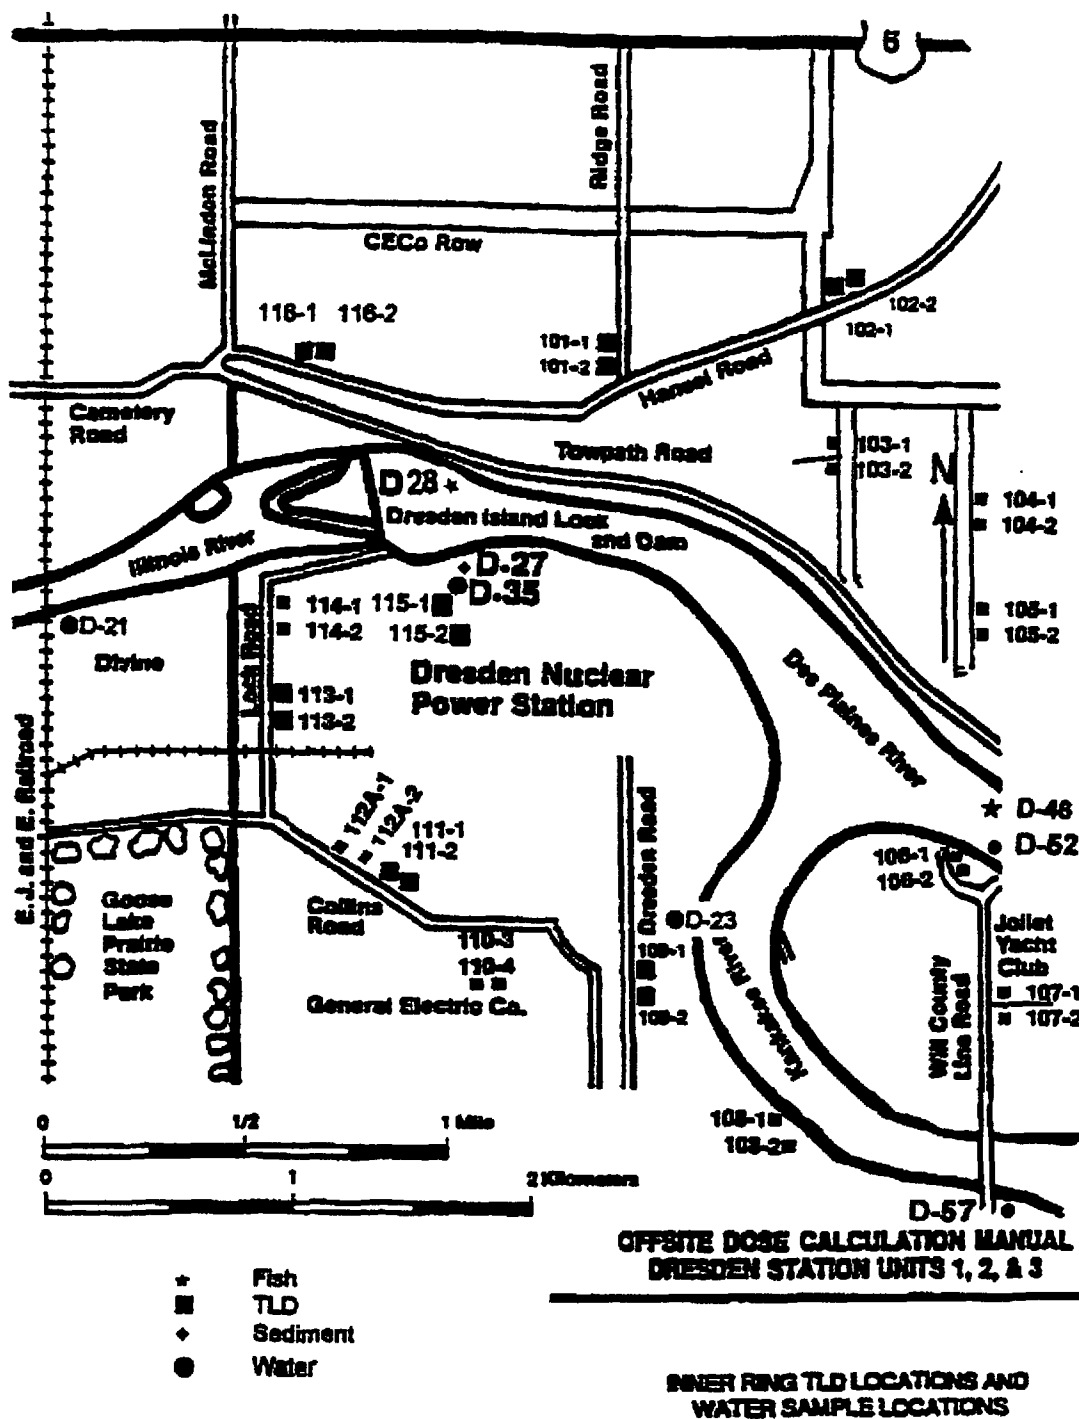 6
McLindon Road
Ridge Road
CECo Row
116-1 116-2
101-1
101-2
102-2
102-1
Hansel Road
Cemetery
Road
Towpath Road
103-1
103-2
N
104-1
104-2
D 28
Dresden Island Lock
and Dam
Illinois River
D-27
D-35
114-1
114-2
115-1
115-2
105-1
105-2
D-21
Divine
Lock Road
Dresden Nuclear
Power Station
113-1
113-2
Des Plaines River
E. J. and E. Railroad
112A-1
112A-2
111-1
111-2
Dresden Road
D-46
D-52
106-1
106-2
Goose
Lake
Prairie
State
Park
Collins
Road
D-23
Joliet
Yacht
Club
110-3
110-4
General Electric Co.
109-1
109-2
Kankakee River
Will County
Line Road
107-1
107-2
108-1
108-2
0 1/2 1 Mile
0 1 2 Kilometers
D-57
OFFSITE DOSE CALCULATION MANUAL
DRESDEN STATION UNITS 1, 2, & 3
Fish
TLD
Sediment
Water
INNER RING TLD LOCATIONS AND
WATER SAMPLE LOCATIONS